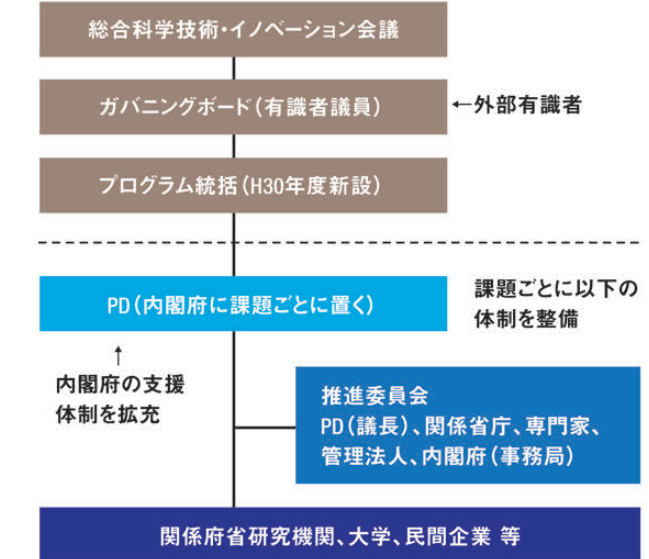 総合科学技術・イノベーション会議
ガバニングボード(有識者議員)
←外部有識者
プログラム統括(H30年度新設)
PD(内閣府に課題ごとに置く)
課題ごとに以下の
体制を整備
↑
内閣府の支援
体制を拡充
推進委員会
PD(議長)、関係省庁、専門家、
管理法人、内閣府(事務局)
関係府省研究機関、大学、民間企業 等